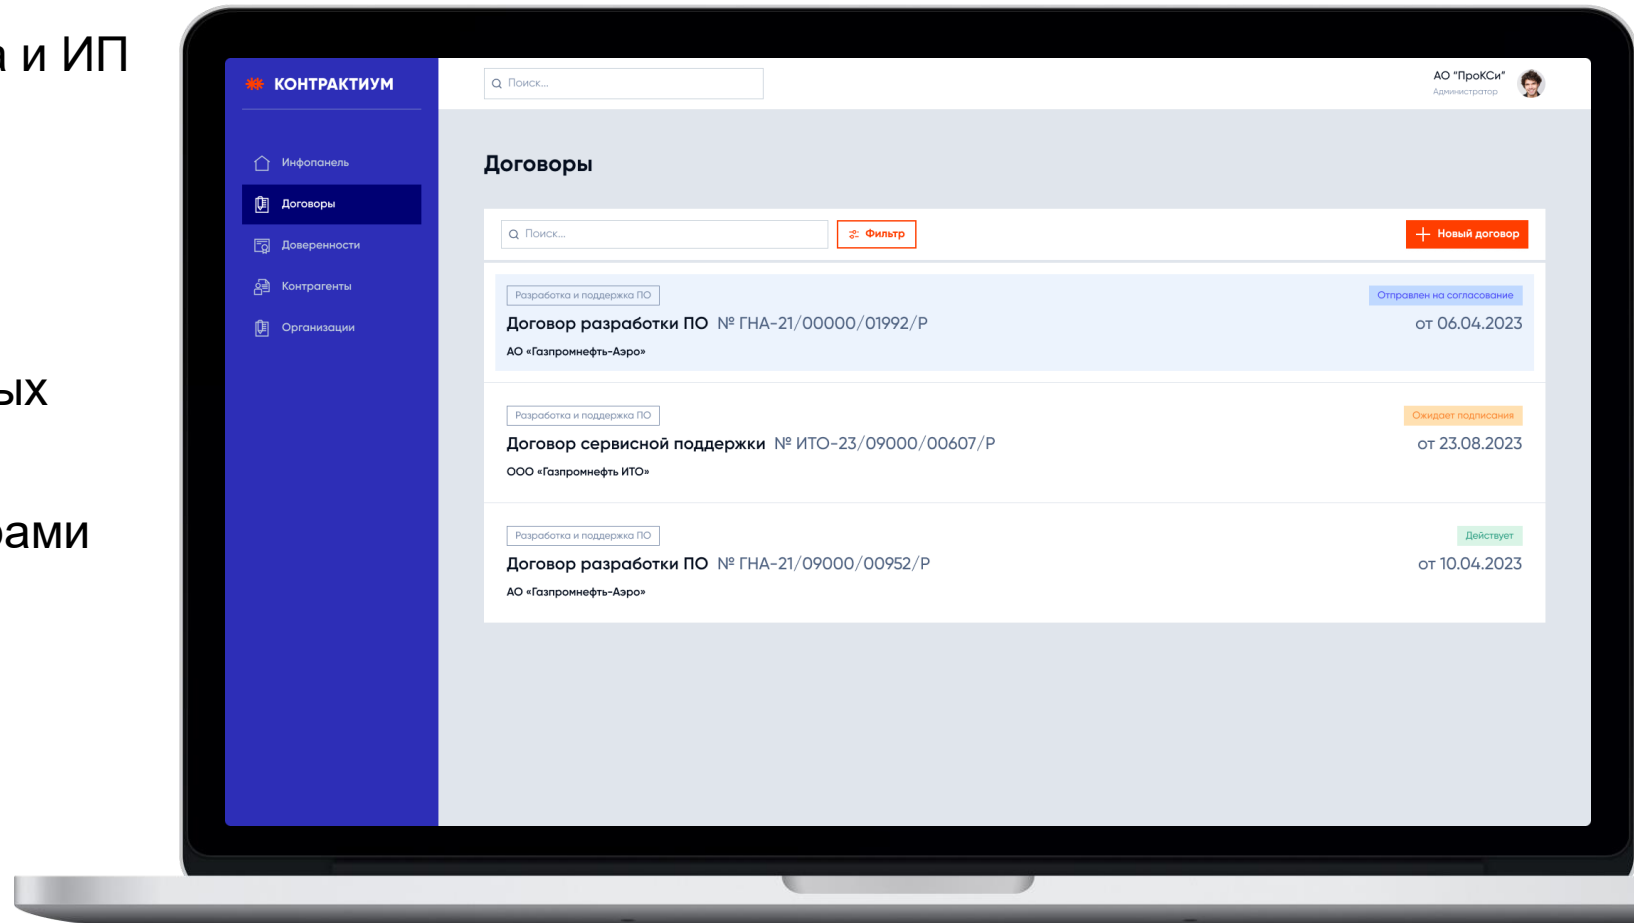 а и ИП
ых
рами
КОНТРАКТИУМ
Инфопанель
Договоры
Доверенности
Контрагенты
Организации
Поиск...
АО "ПроКСи"
Администратор
Договоры
Поиск...
Фильтр
Новый договор
Разработка и поддержка ПО
Отправлен на согласование
Договор разработки ПО № ГНА-21/00000/01992/Р
от 06.04.2023
АО «Газпромнефть-Аэро»
Разработка и поддержка ПО
Ожидает подписания
Договор сервисной поддержки № ИТО-23/09000/00607/Р
от 23.08.2023
ООО «Газпромнефть ИТО»
Разработка и поддержка ПО
Действует
Договор разработки ПО № ГНА-21/09000/00952/Р
от 10.04.2023
АО «Газпромнефть-Аэро»